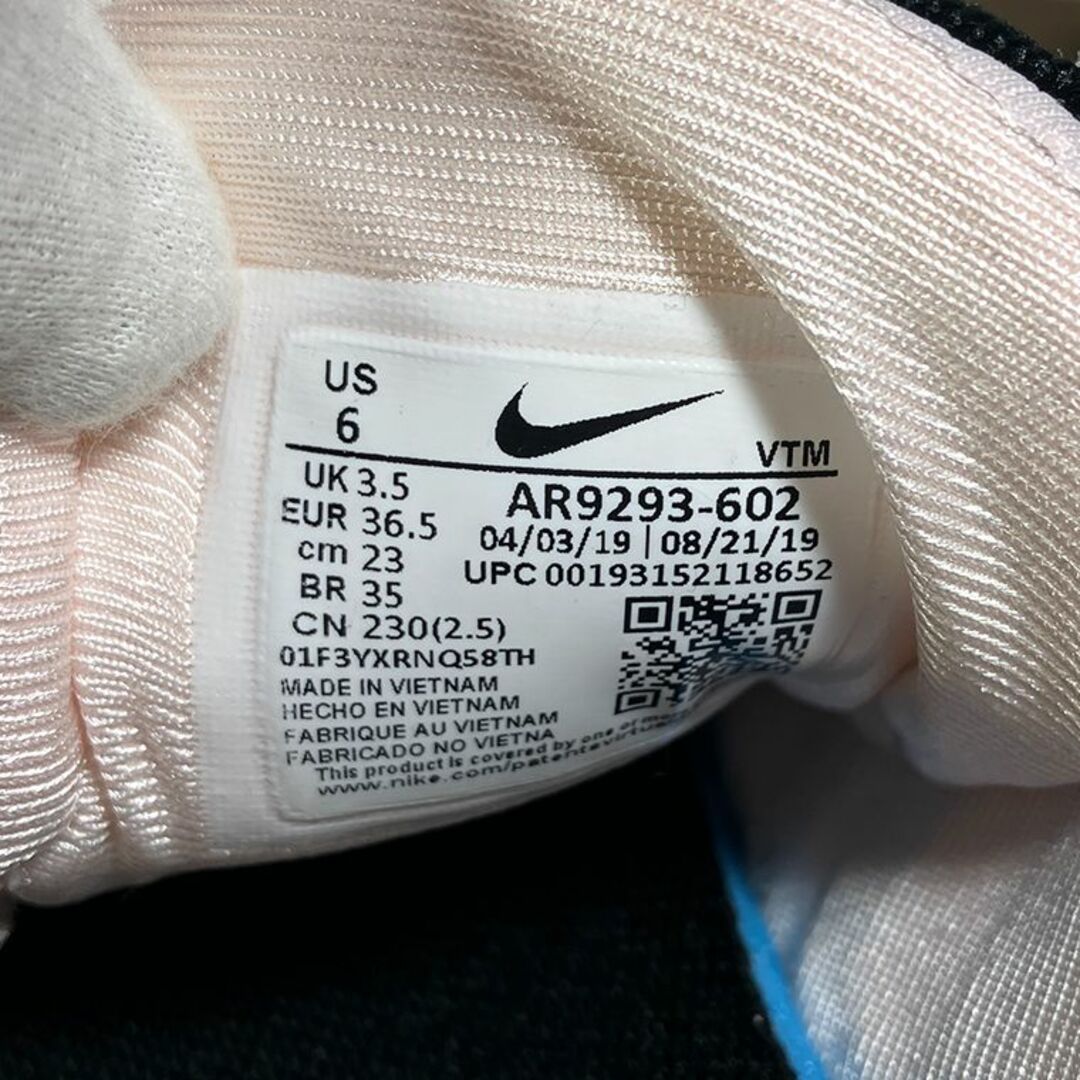 US
6
VTM
UK 3.5
EUR 36.5
cm 23
BR 35
CN 230(2.5)
AR9293-602
04/03/19 | 08/21/19
UPC 00193152118652
01F3YXRNQ58TH
MADE IN VIETNAM
HECHO EN VIETNAM
FABRIQUE AU VIETNAM
FABRICADO NO VIETNA
This product is covered by one or
www.nike.com/patents